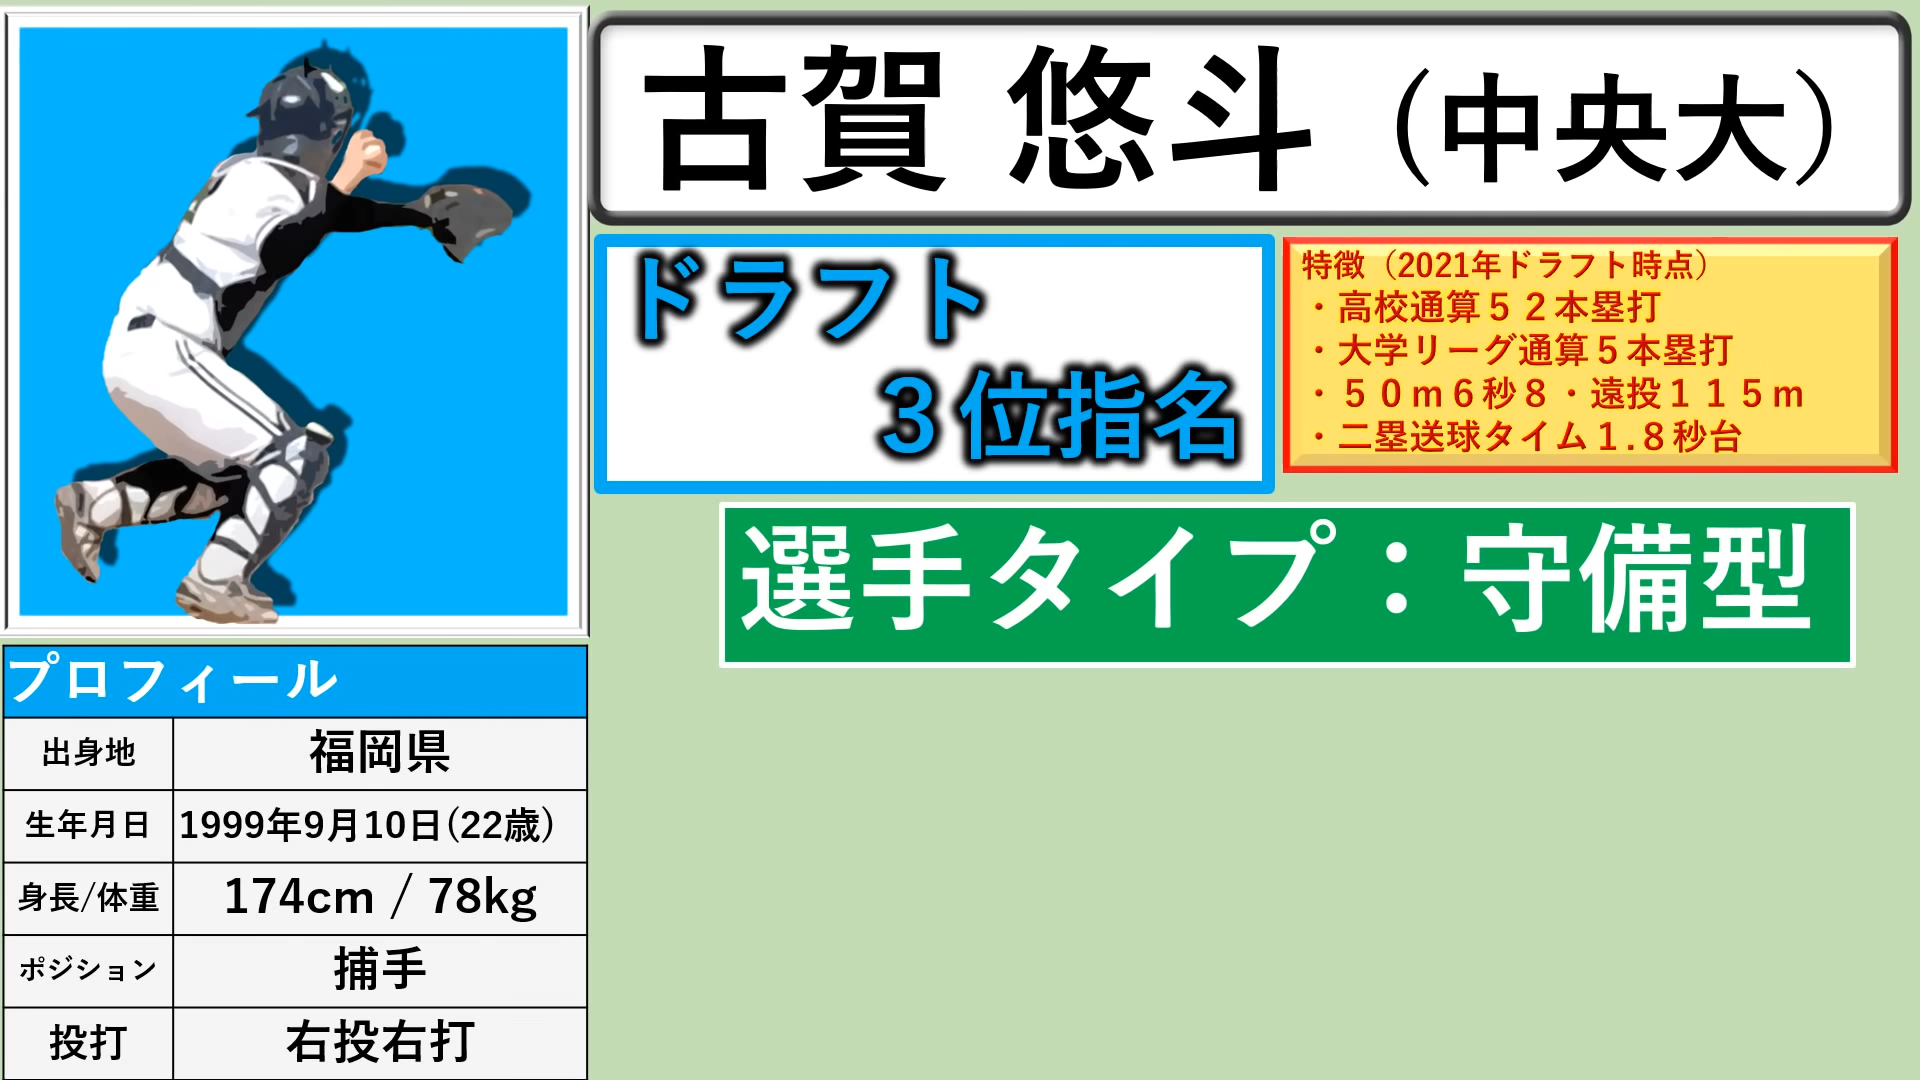 古賀 悠斗（中央大）
ドラフト
３位指名
特徴（2021年ドラフト時点）
・高校通算５２本塁打
・大学リーグ通算５本塁打
・５０ｍ６秒８・遠投１１５ｍ
・二塁送球タイム１.８秒台
選手タイプ：守備型
プロフィール
出身地 福岡県
生年月日 1999年9月10日(22歳)
身長/体重 174cm / 78kg
ポジション 捕手
投打 右投右打